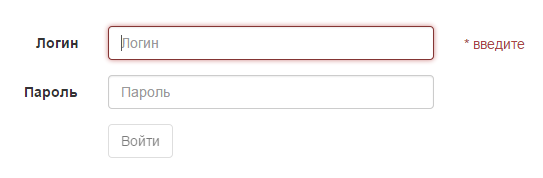 Логин Логин * введите
Пароль Пароль
Войти